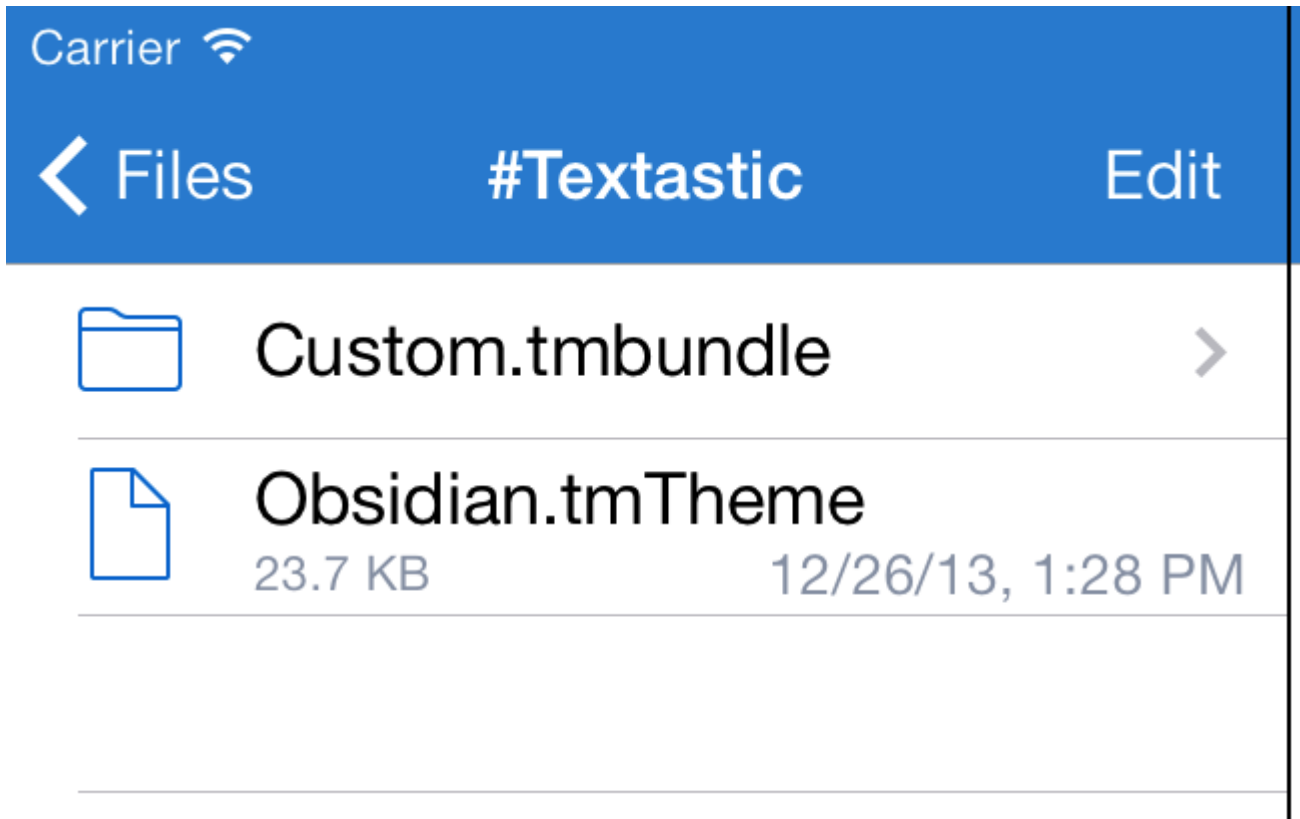 Carrier
Files #Textastic Edit
Custom.tmbundle
Obsidian.tmTheme
23.7 KB 12/26/13, 1:28 PM